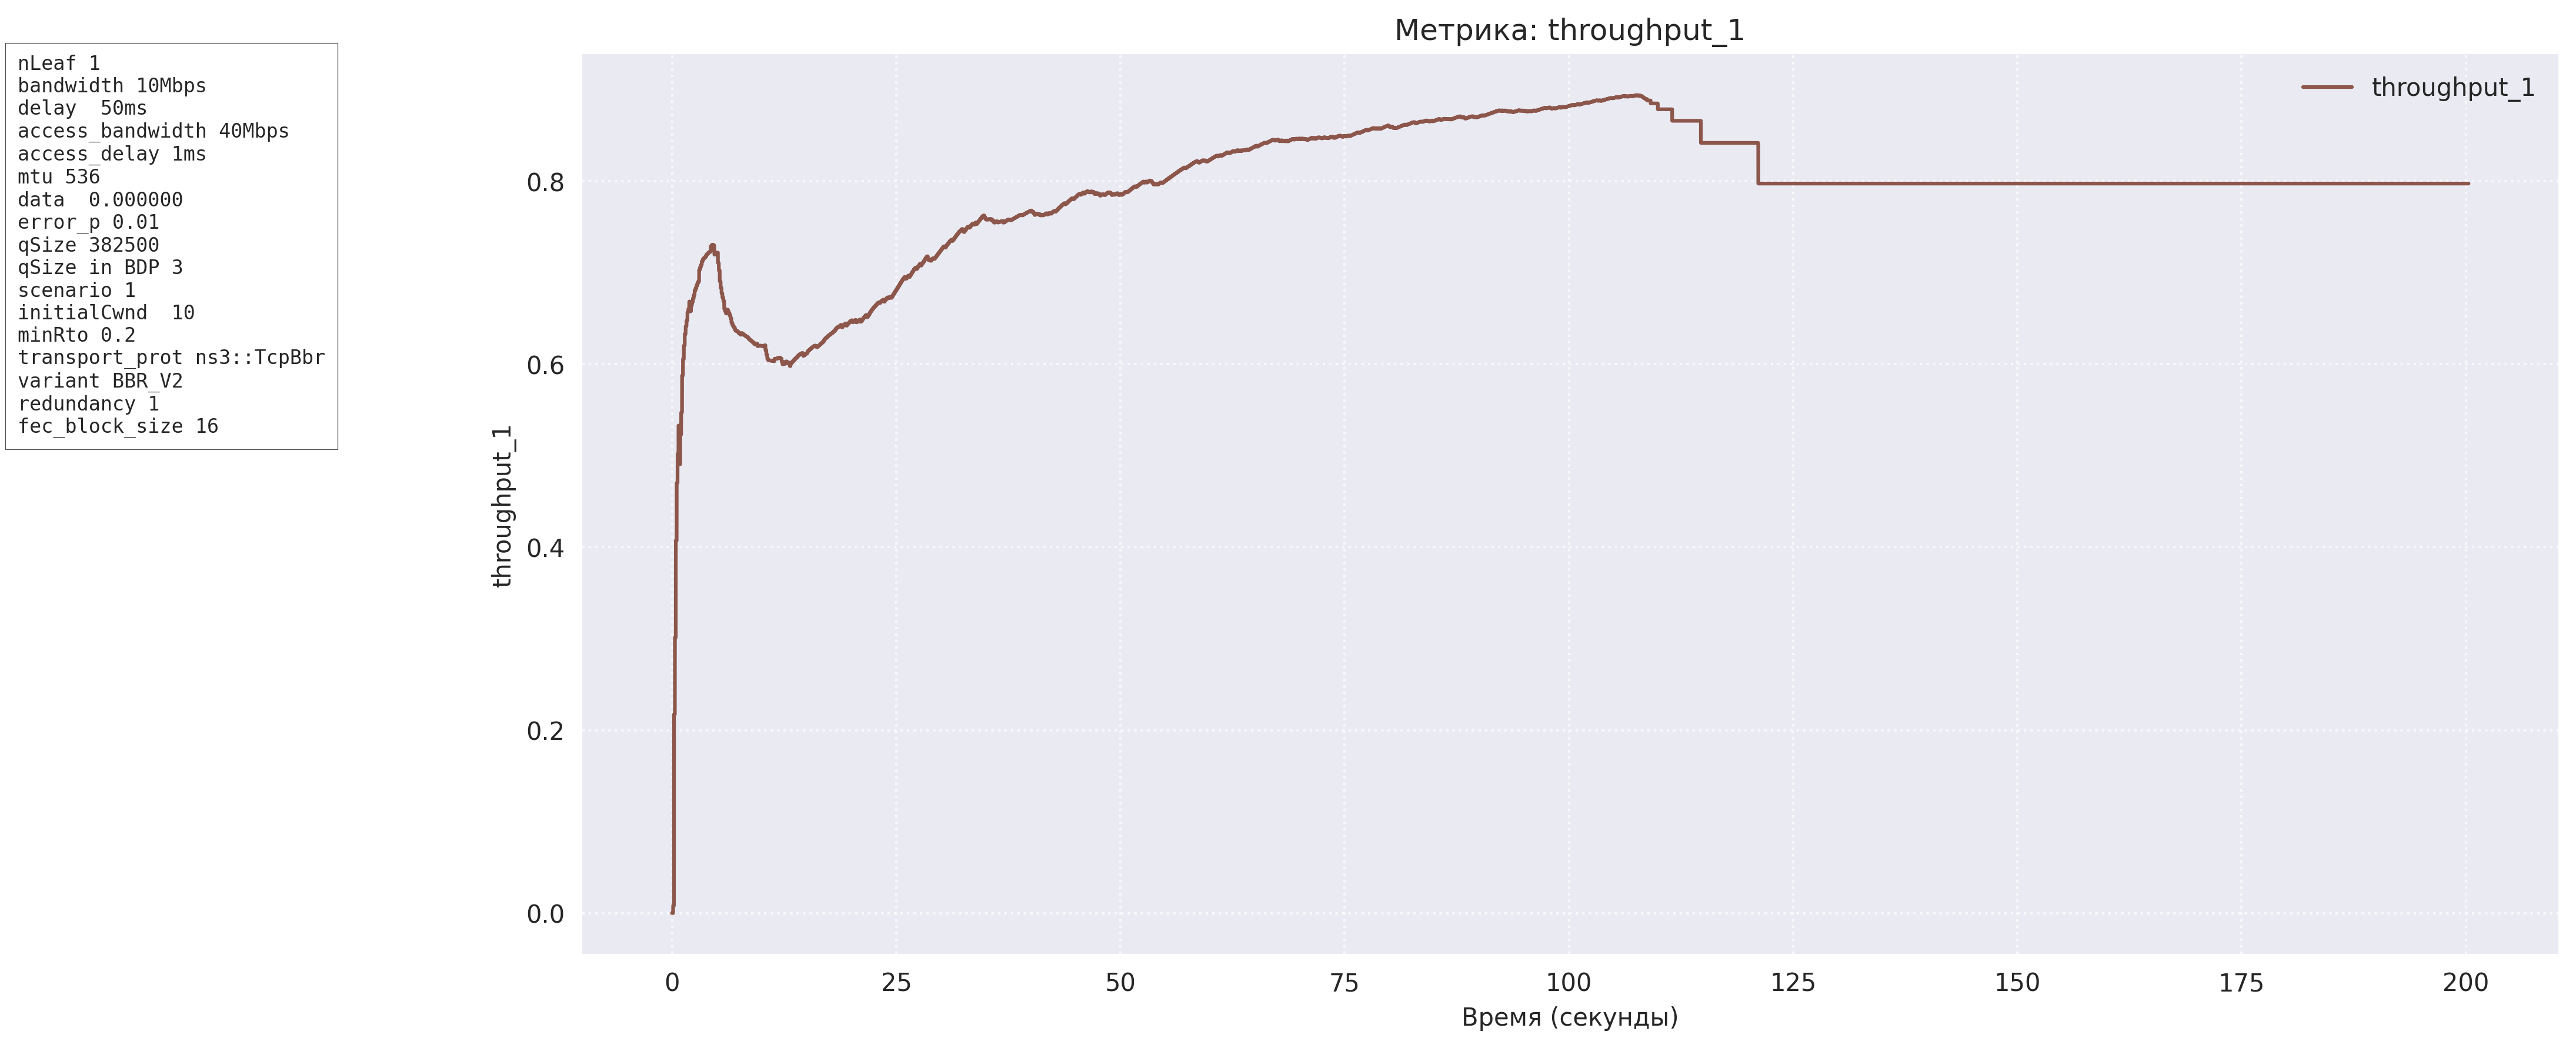 Метрика: throughput_1
nLeaf 1
bandwidth 10Mbps
delay  50ms
access_bandwidth 40Mbps
access_delay 1ms
mtu 536
data  0.000000
error_p 0.01
qSize 382500
qSize in BDP 3
scenario 1
initialCwnd  10
minRto 0.2
transport_prot ns3::TcpBbr
variant BBR_V2
redundancy 1
fec_block_size 16
throughput_1
throughput_1
0.8
0.6
0.4
0.2
0.0
0 25 50 75 100 125 150 175 200
Время (секунды)